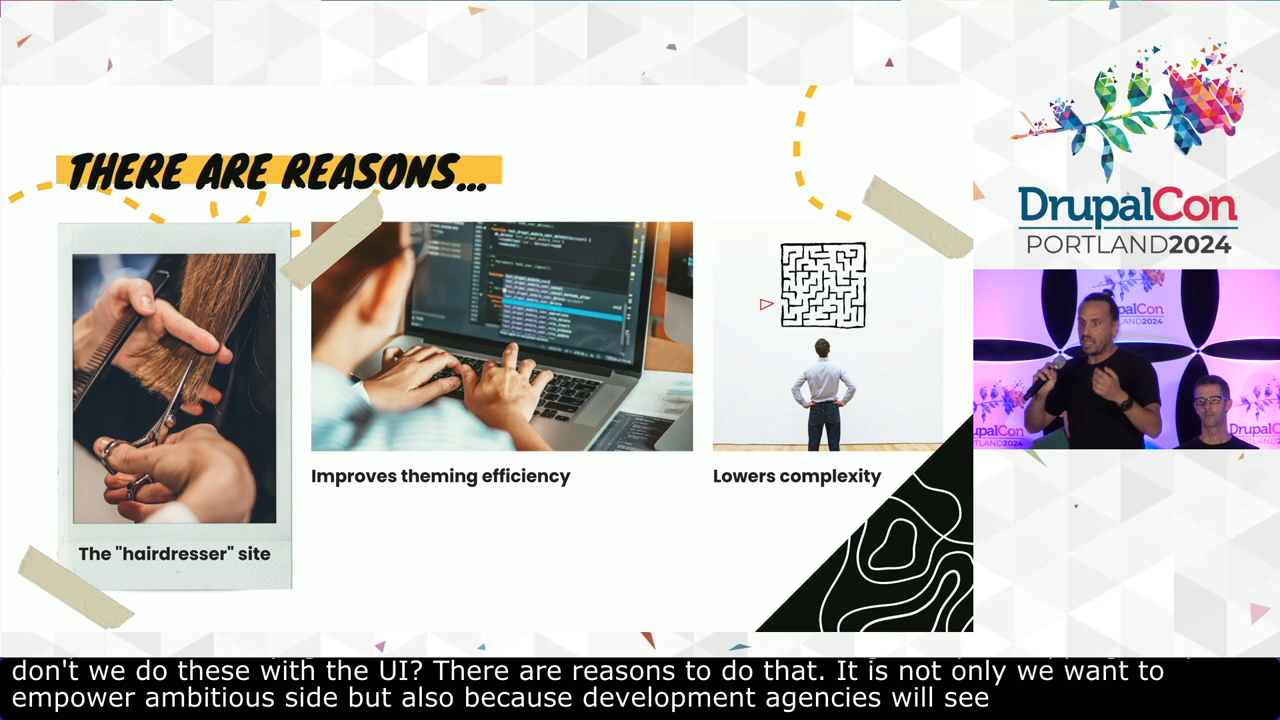 THERE ARE REASONS...
The "hairdresser" site
Improves theming efficiency
Lowers complexity
DrupalCon
PORTLAND2024
don't we do these with the UI? There are reasons to do that. It is not only we want to
empower ambitious side but also because development agencies will see